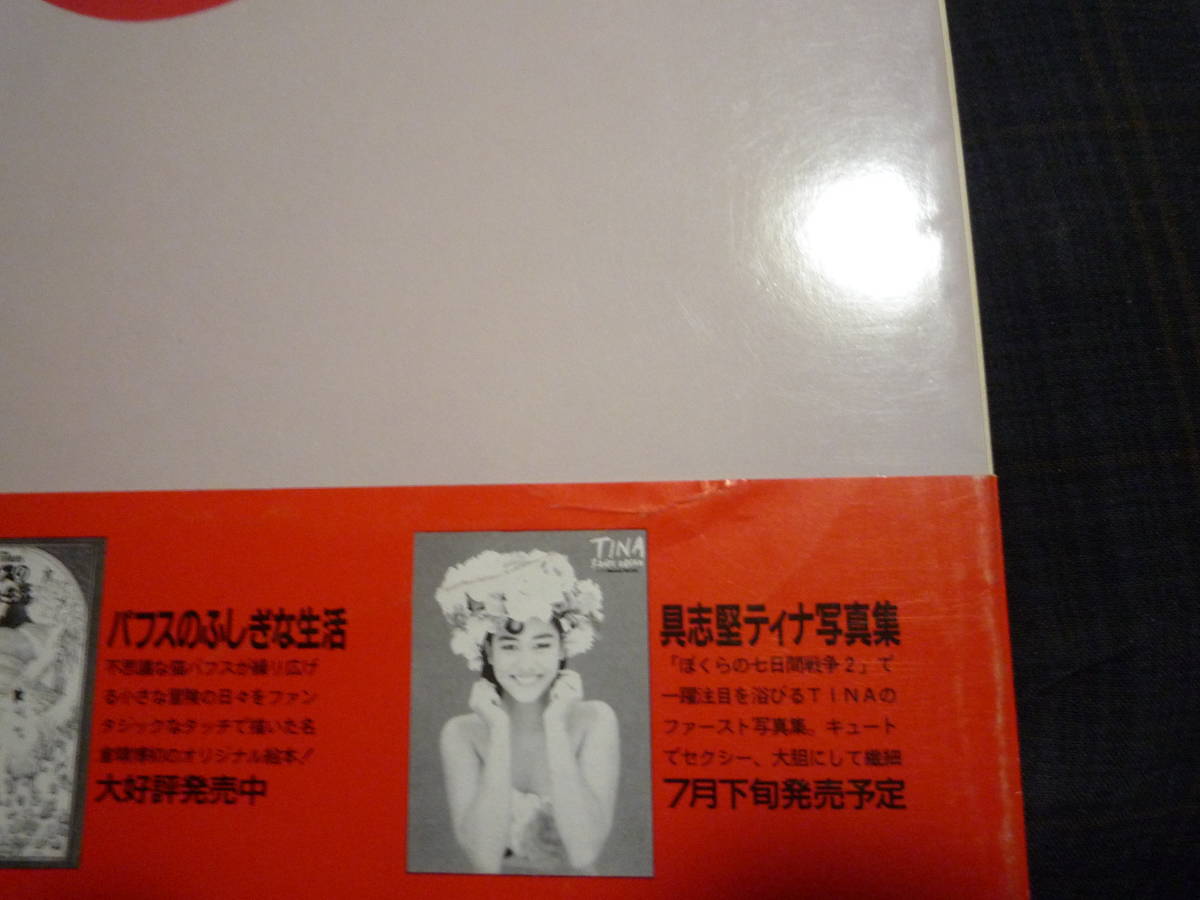 パフスのふしぎな生活
不思議な猫パフスが繰り広げ
る小さな冒険の日々をファン
タジックなタッチで描いた名
博初のオリジナル絵本!!
大好評発売中
TINA
具志堅ティナ写真集
「ぼくらの七日間戦争2」で
一躍注目を浴びるTINAの
ファースト写真集。キュート
でセクシー、大胆にして繊細
7月下旬発売予定